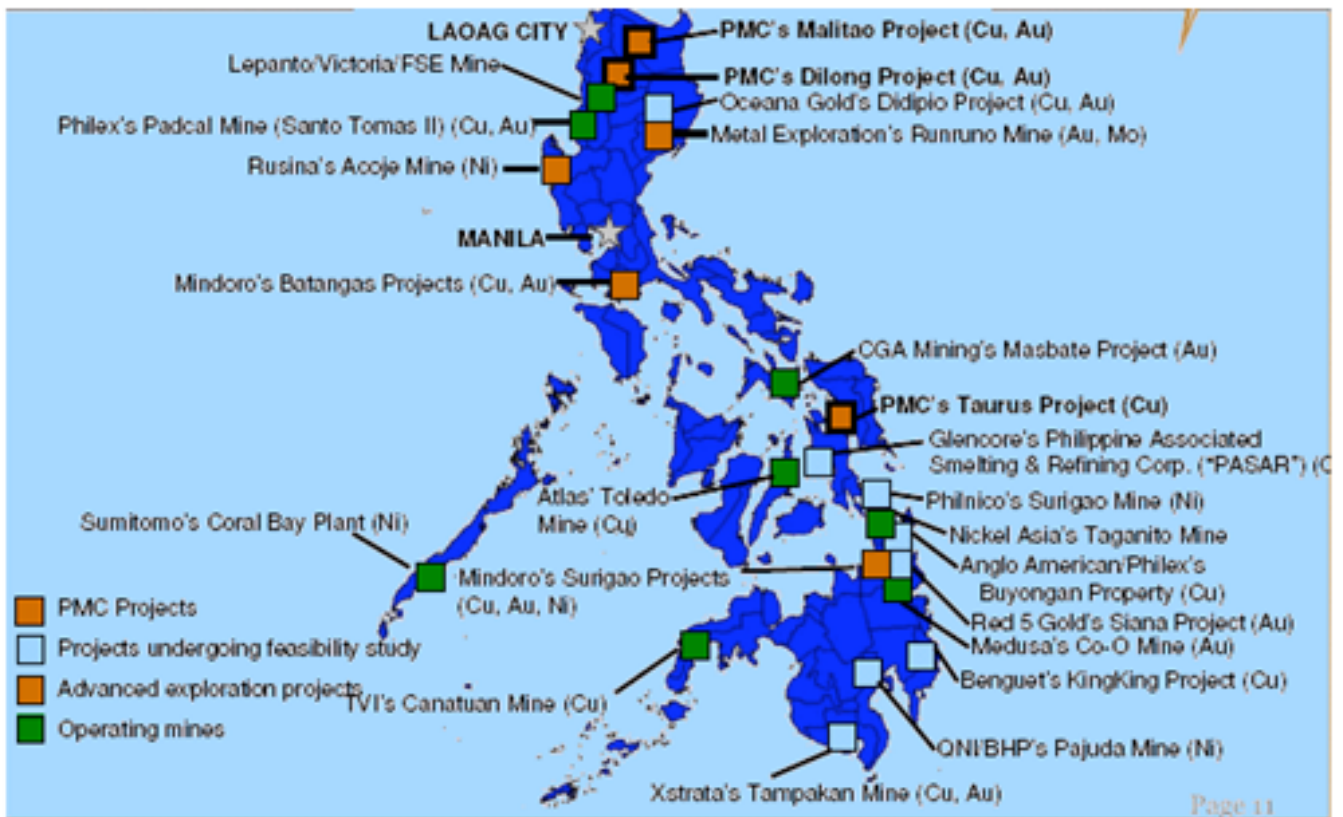 LAOAG CITY
PMC's Malitao Project (Cu, Au)
Lepanto/Victoria/FSE Mine
PMC's Dilong Project (Cu, Au)
Oceana Gold's Didipio Project (Cu, Au)
Philex's Padcal Mine (Santo Tomas II) (Cu, Au)
Metal Exploration's Runruno Mine (Au, Mo)
Rusina's Acoje Mine (Ni)
MANILA
Mindoro's Batangas Projects (Cu, Au)
CGA Mining's Masbate Project (Au)
PMC's Taurus Project (Cu)
Glencore's Philippine Associated
Smelting & Refining Corp. ("PASAR") (C
Atlas' Toledo
Mine (Cu)
Philnico's Surigao Mine (Ni)
Sumitomo's Coral Bay Plant (Ni)
Nickel Asia's Taganito Mine
Anglo American/Philex's
Buyongan Property (Cu)
Mindoro's Surigao Projects
(Cu, Au, Ni)
Red 5 Gold's Siana Project (Au)
Medusa's Co-O Mine (Au)
Benguet's KingKing Project (Cu)
PMC Projects
Projects undergoing feasibility study
Advanced exploration projects
Operating mines
TVI's Canatuan Mine (Cu)
QNI/BHP's Pajuda Mine (Ni)
Xstrata's Tampakan Mine (Cu, Au)
Page 11